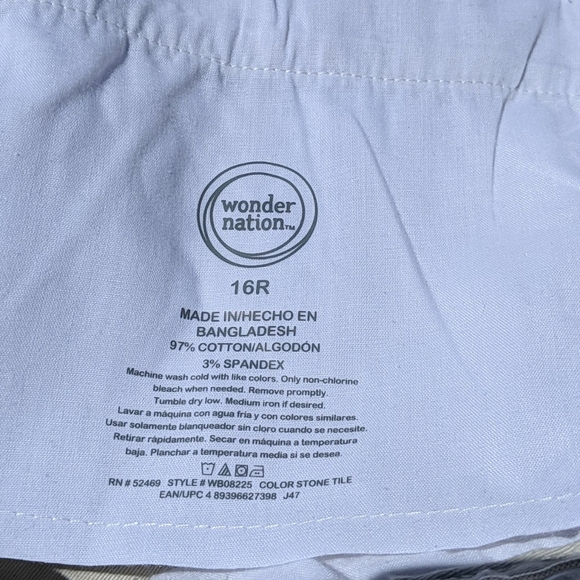 wonder
nation™
16R
MADE IN/HECHO EN
BANGLADESH
97% COTTON/ALGODÓN
3% SPANDEX
Machine wash cold with like colors. Only non-chlorine
bleach when needed. Remove promptly.
Tumble dry low. Medium iron if desired.
Lavar a máquina con agua fría y con colores similares.
Usar solamente blanqueador sin cloro cuando se necesite.
Retirar rápidamente. Secar en máquina a temperatura
baja. Planchar a temperatura media si se desea.
RN # 52469 STYLE # WB08225 COLOR STONE TILE
EAN/UPC 4 89396627398 J47